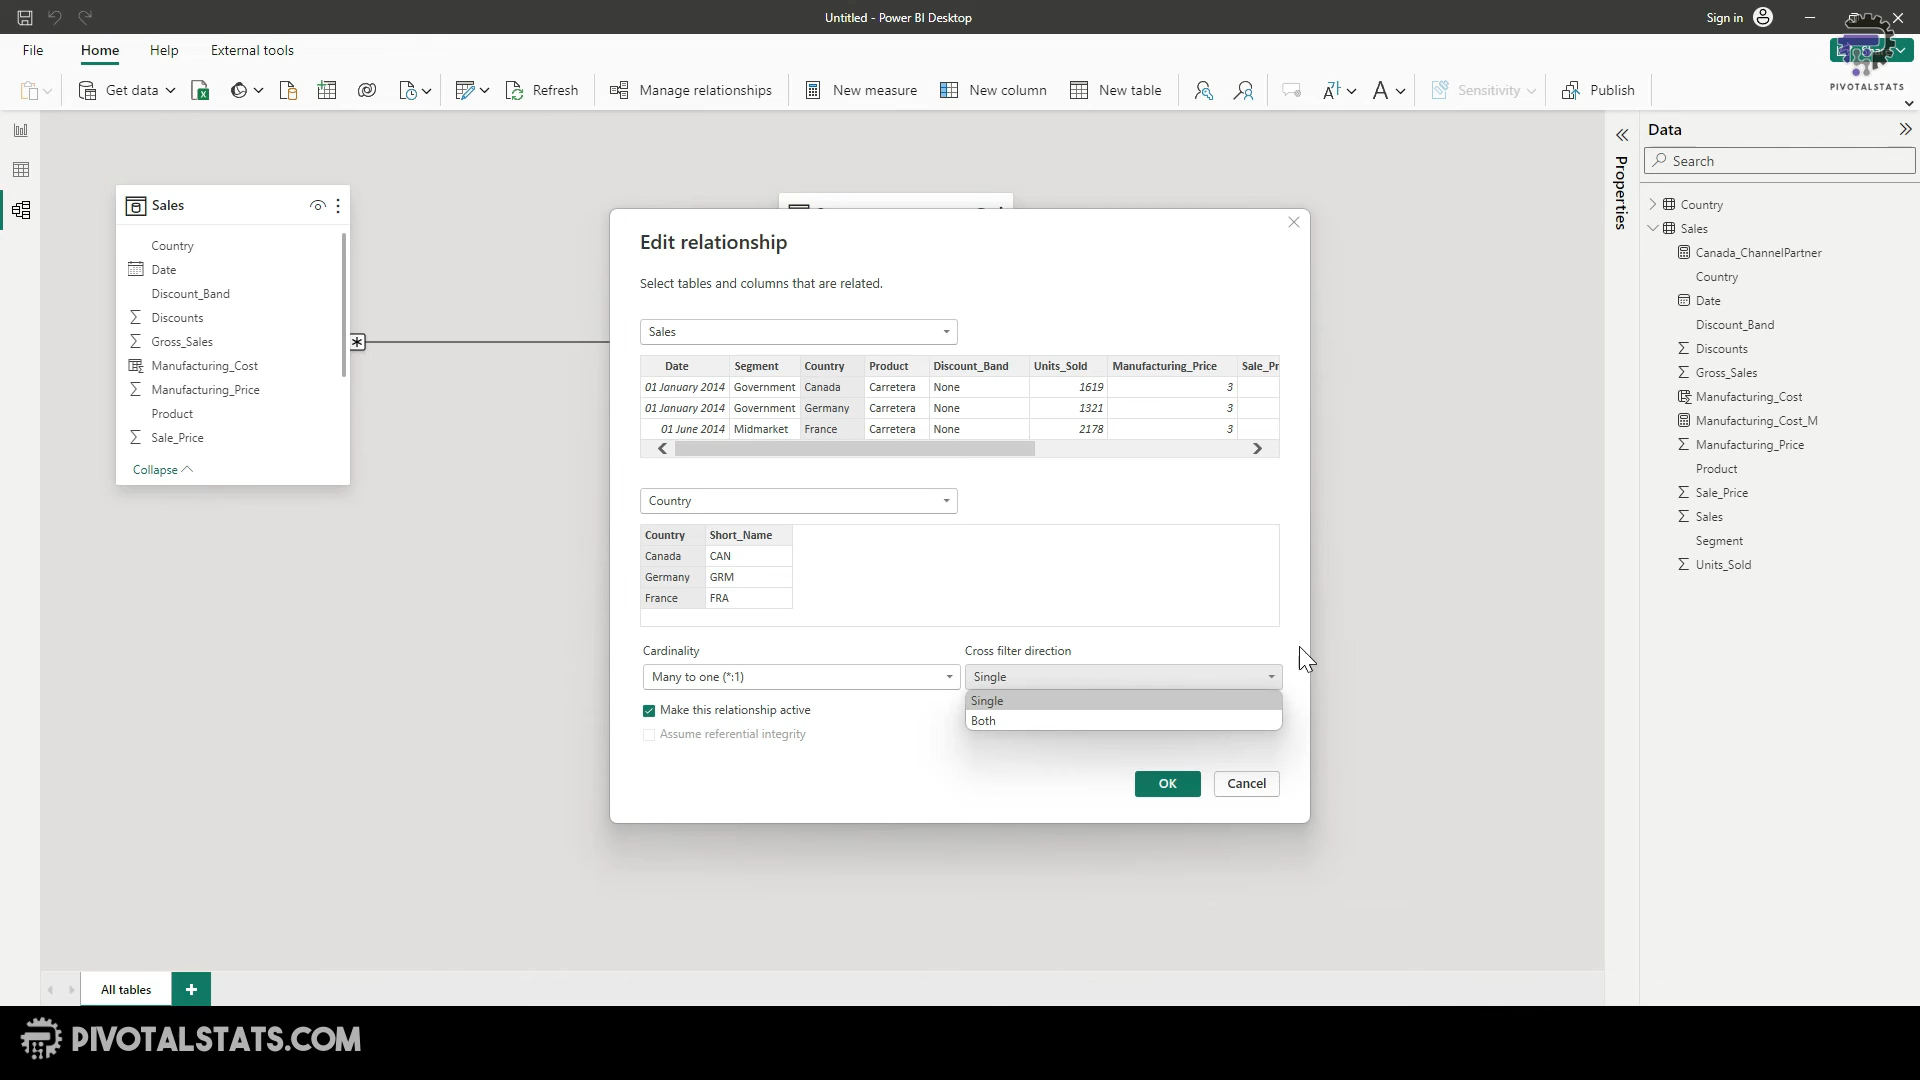 Untitled - Power BI Desktop
Sign in
File
Home
Help
External tools
Get data
Refresh
Manage relationships
New measure
New column
New table
Sensitivity
Publish
PIVOTALSTATS
Sales
Country
Date
Discount_Band
Discounts
Gross_Sales
Manufacturing_Cost
Manufacturing_Price
Product
Sale_Price
Collapse
Edit relationship
Select tables and columns that are related.
Sales
Date Segment Country Product Discount_Band Units_Sold Manufacturing_Price Sale_Pr
01 January 2014 Government Canada Carretera None 1619 3
01 January 2014 Government Germany Carretera None 1321 3
01 June 2014 Midmarket France Carretera None 2178 3
Country
Country Short_Name
Canada CAN
Germany GRM
France FRA
Cardinality
Many to one (*:1)
Cross filter direction
Single
Single
Both
Make this relationship active
Assume referential integrity
OK
Cancel
Properties
Data
Search
Country
Sales
Canada_ChannelPartner
Country
Date
Discount_Band
Discounts
Gross_Sales
Manufacturing_Cost
Manufacturing_Cost_M
Manufacturing_Price
Product
Sale_Price
Sales
Segment
Units_Sold
All tables
PIVOTALSTATS.COM